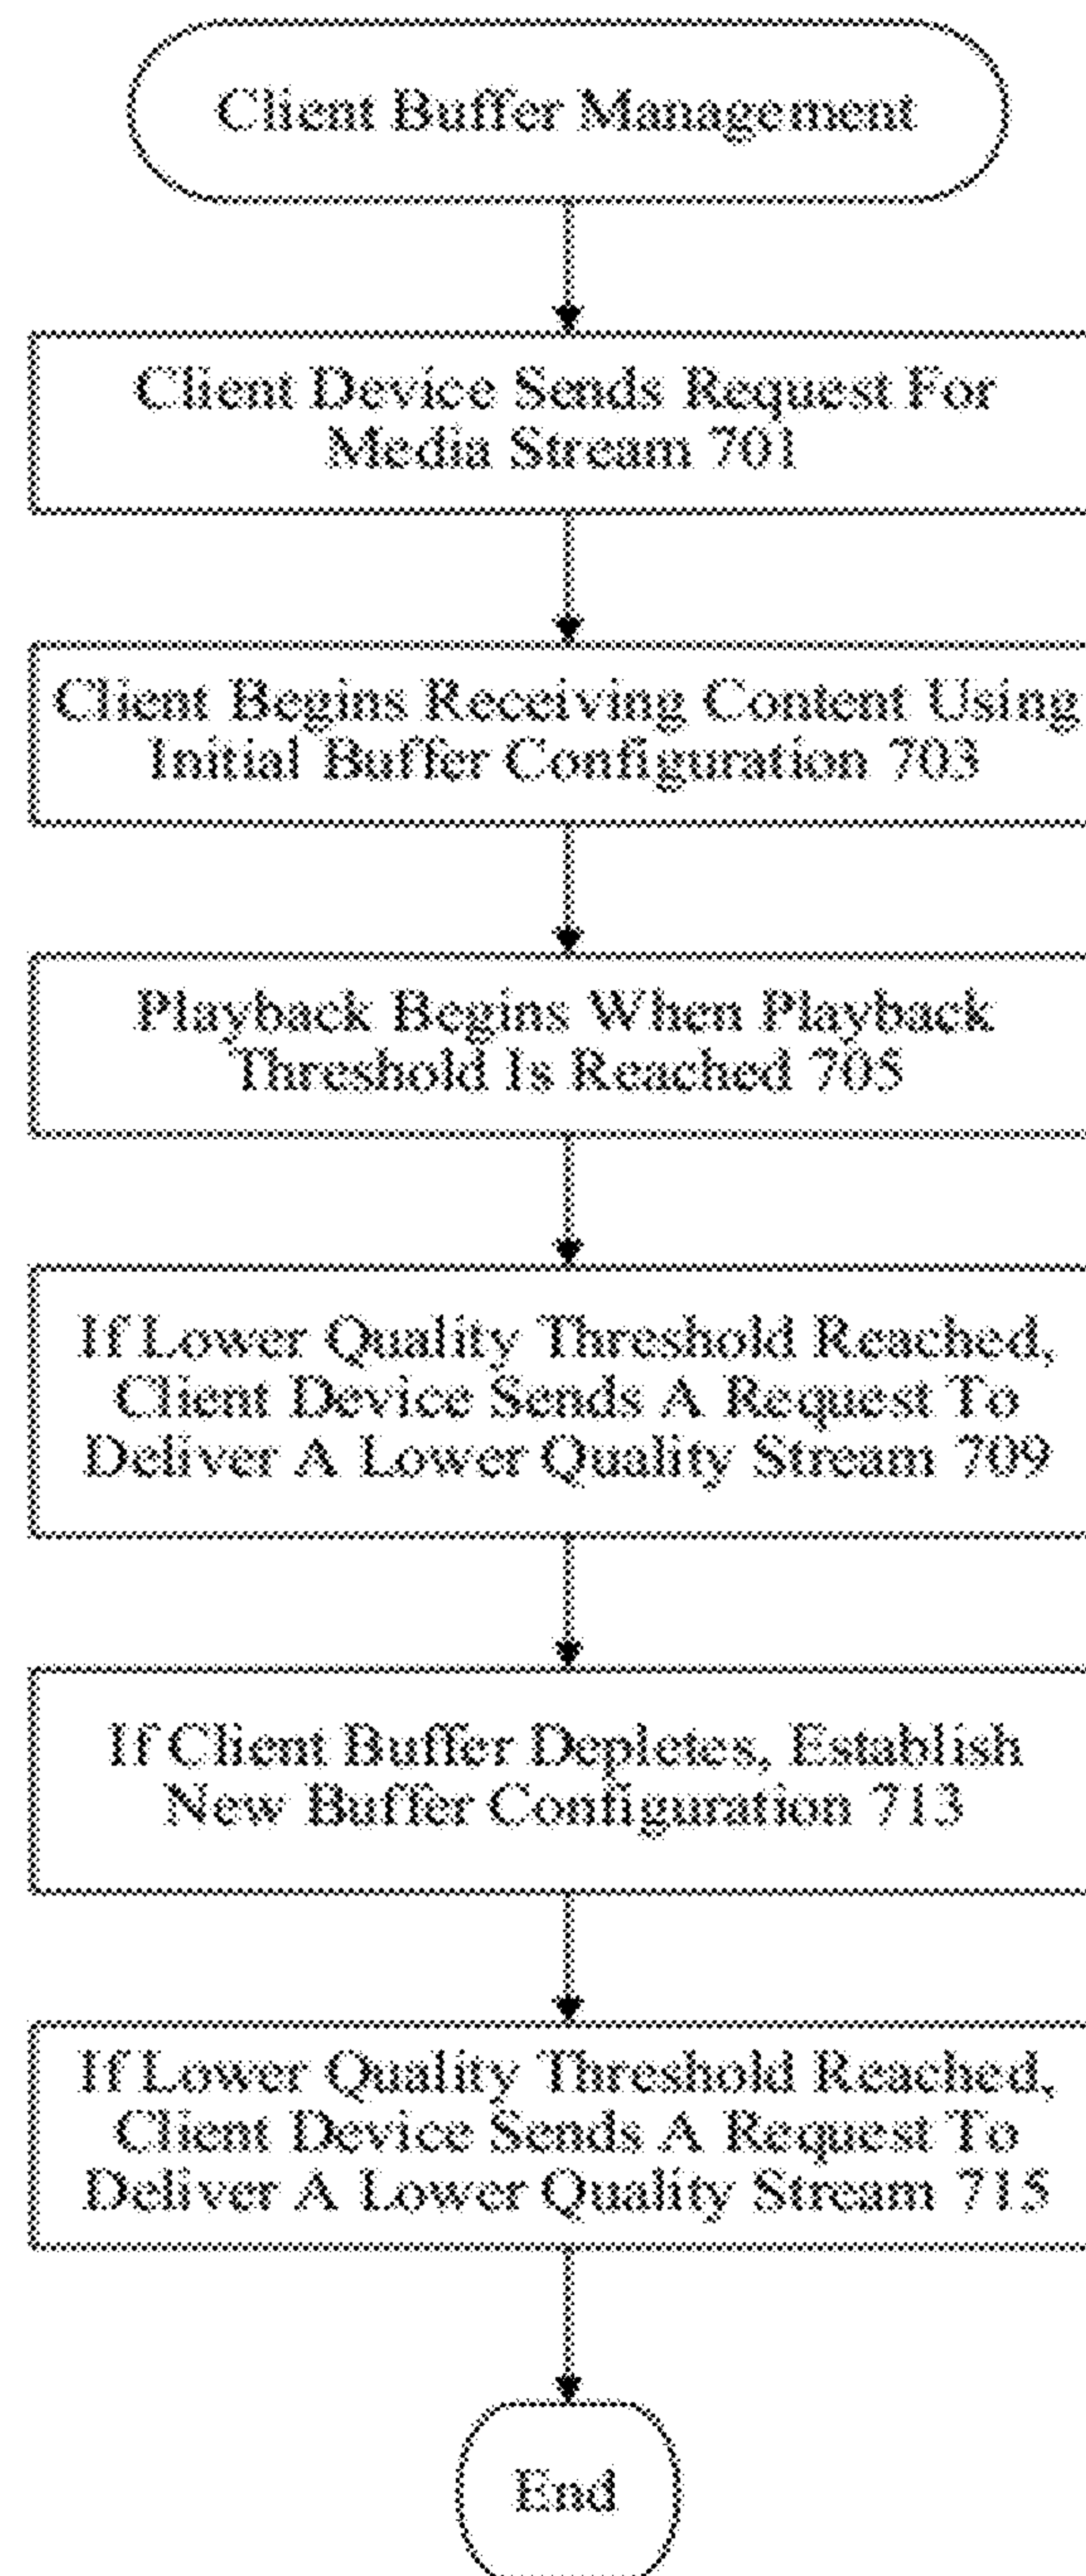 Client Buffer Management
Client Device Sends Request For
Media Stream 701
Client Begins Receiving Content Using
Initial Buffer Configuration 703
Playback Begins When Playback
Threshold Is Reached 705
If Lower Quality Threshold Reached,
Client Device Sends A Request To
Deliver A Lower Quality Stream 709
If Client Buffer Depletes, Establish
New Buffer Configuration 713
If Lower Quality Threshold Reached,
Client Device Sends A Request To
Deliver A Lower Quality Stream 715
End